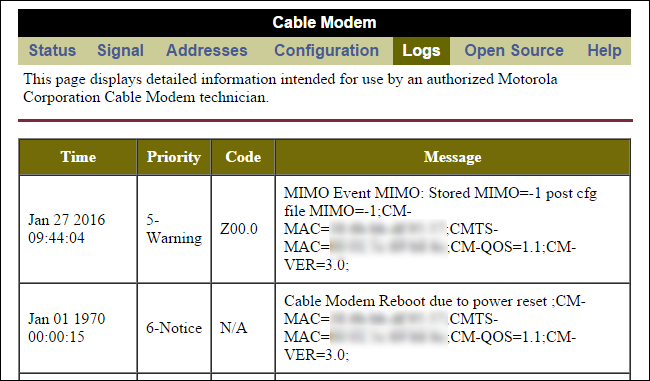 Cable Modem
Status Signal Addresses Configuration Logs Open Source Help
This page displays detailed information intended for use by an authorized Motorola
Corporation Cable Modem technician.
Time Priority Code Message
Jan 27 2016
09:44:04
5-
Warning
Z00.0
MIMO Event MIMO: Stored MIMO=-1 post cfg
file MIMO=-1;CM-
MAC= ;CMTS-
MAC= ;CM-QOS=1.1;CM-
VER=3.0;
Jan 01 1970
00:00:15
6-Notice
N/A
Cable Modem Reboot due to power reset ;CM-
MAC= ;CMTS-
MAC= ;CM-QOS=1.1;CM-
VER=3.0;